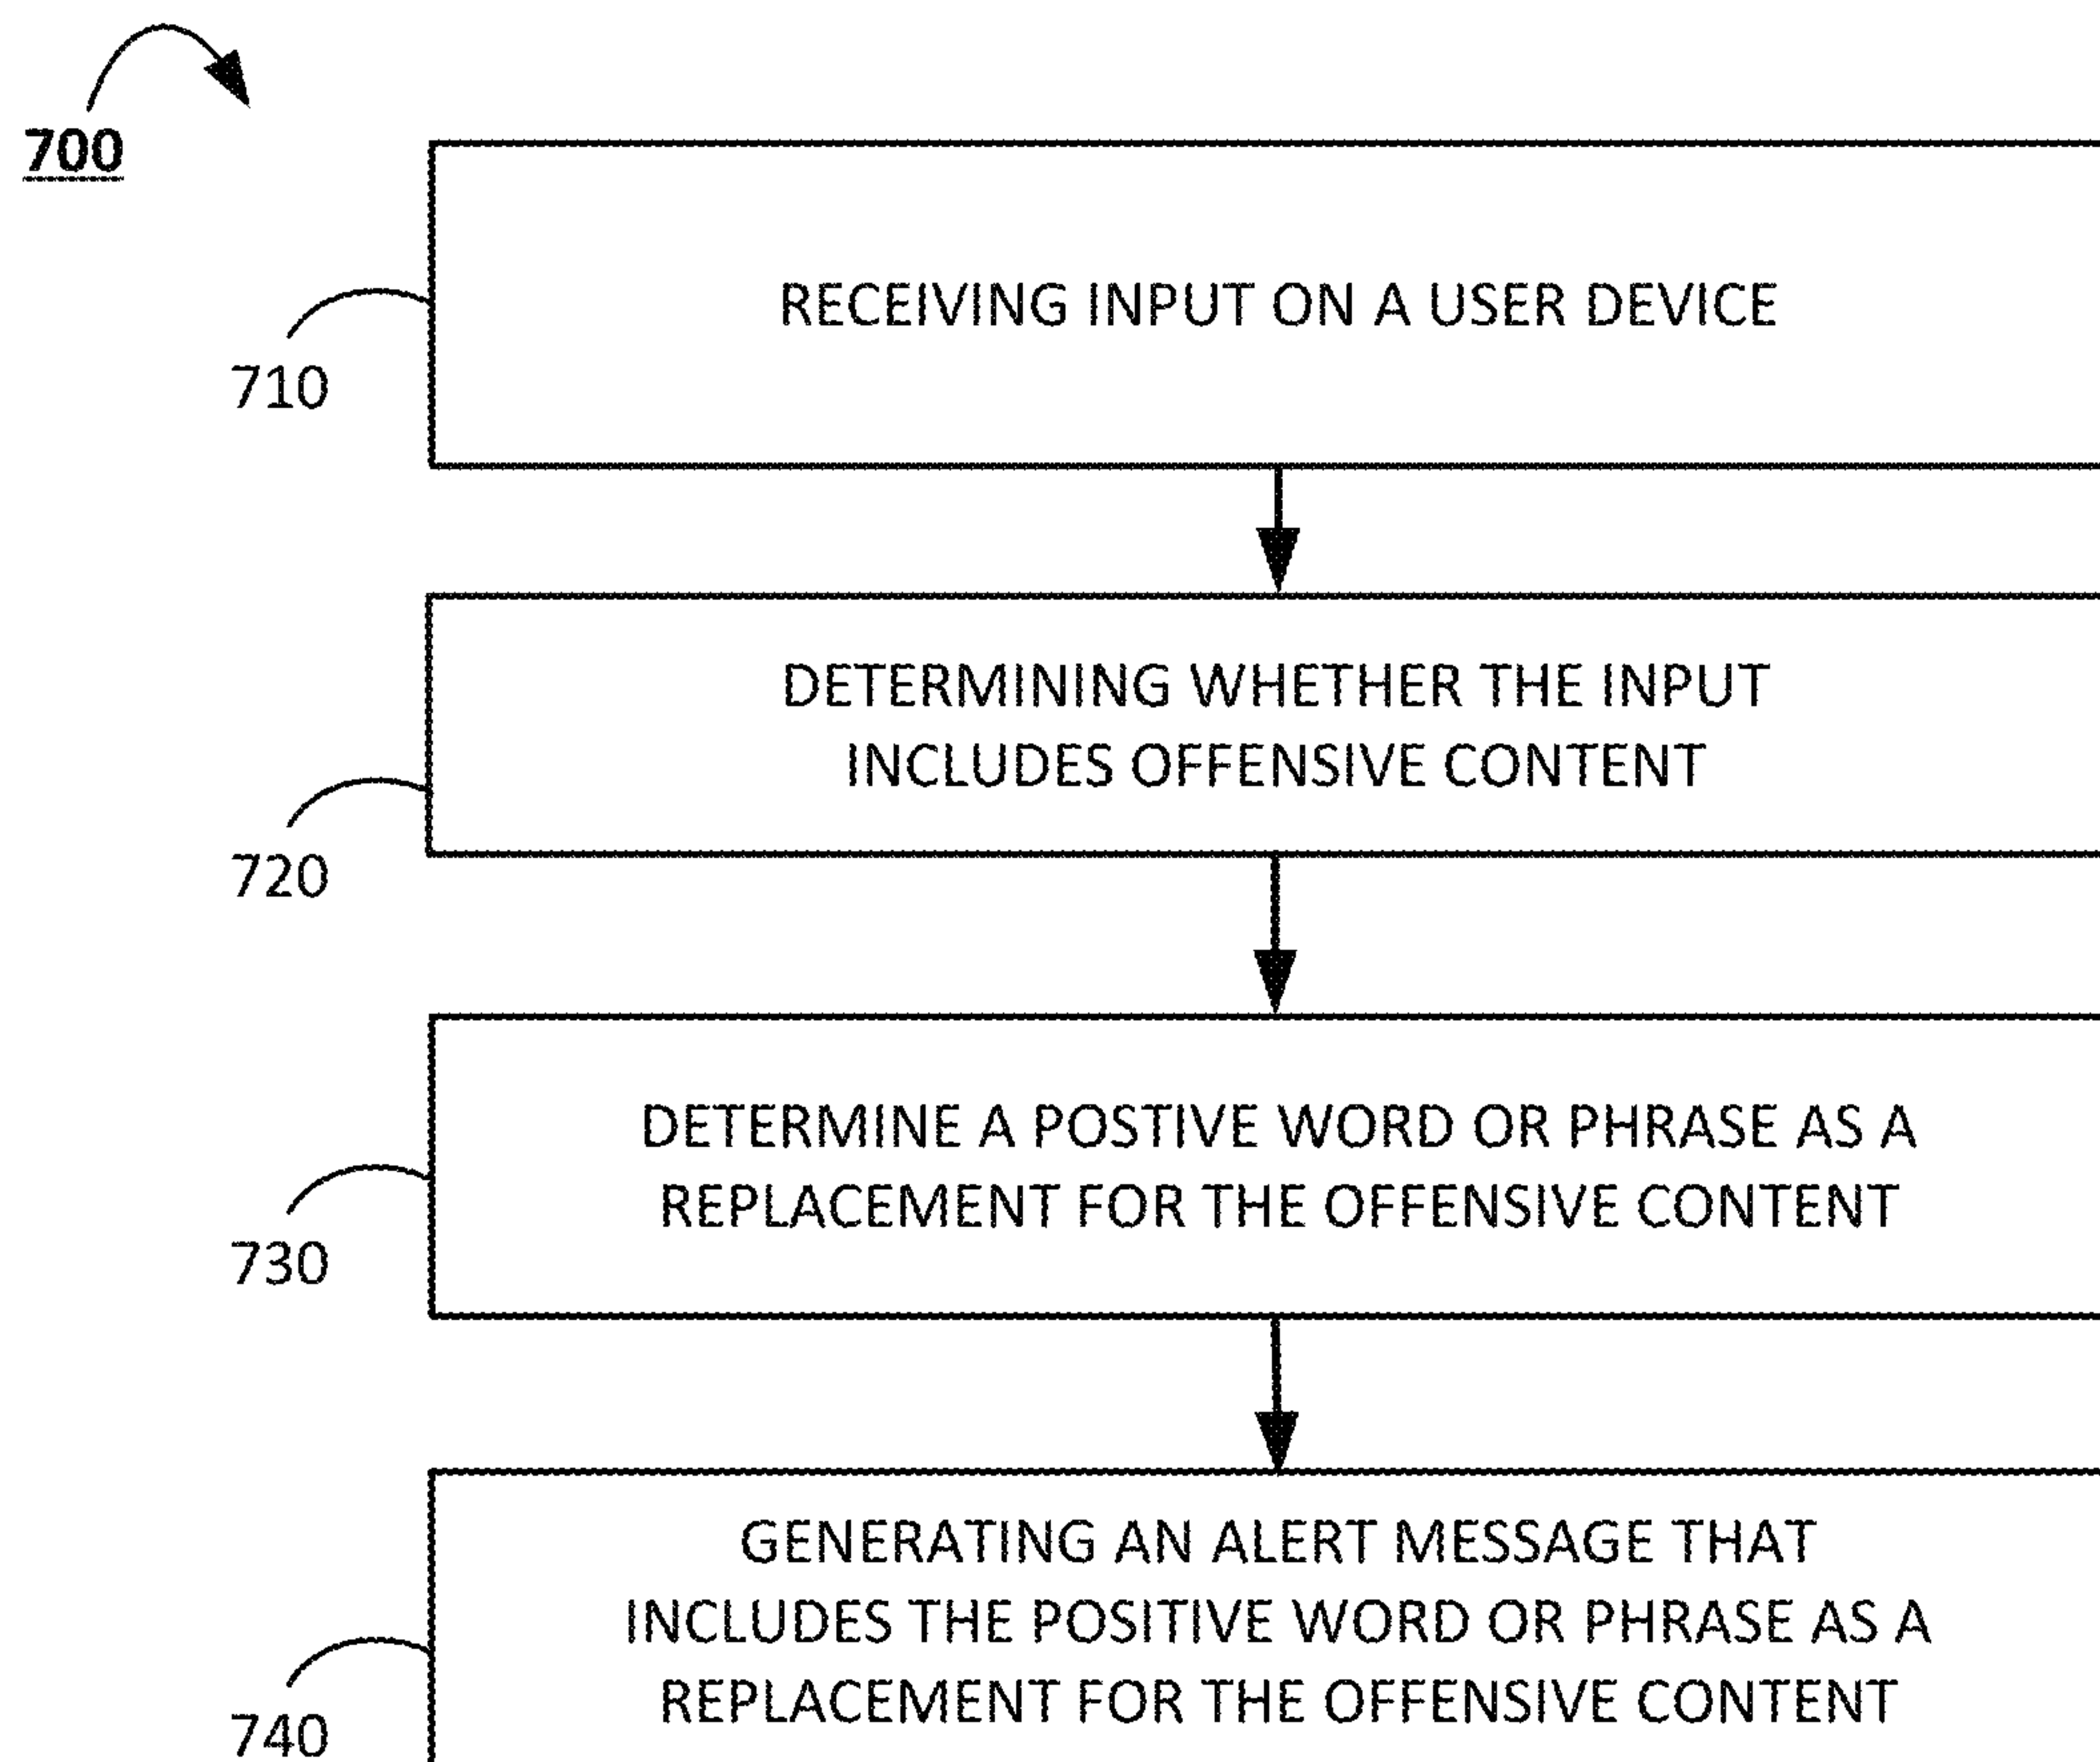 700
RECEIVING INPUT ON A USER DEVICE
710
DETERMINING WHETHER THE INPUT
INCLUDES OFFENSIVE CONTENT
720
DETERMINE A POSTIVE WORD OR PHRASE AS A
REPLACEMENT FOR THE OFFENSIVE CONTENT
730
GENERATING AN ALERT MESSAGE THAT
INCLUDES THE POSITIVE WORD OR PHRASE AS A
REPLACEMENT FOR THE OFFENSIVE CONTENT
740